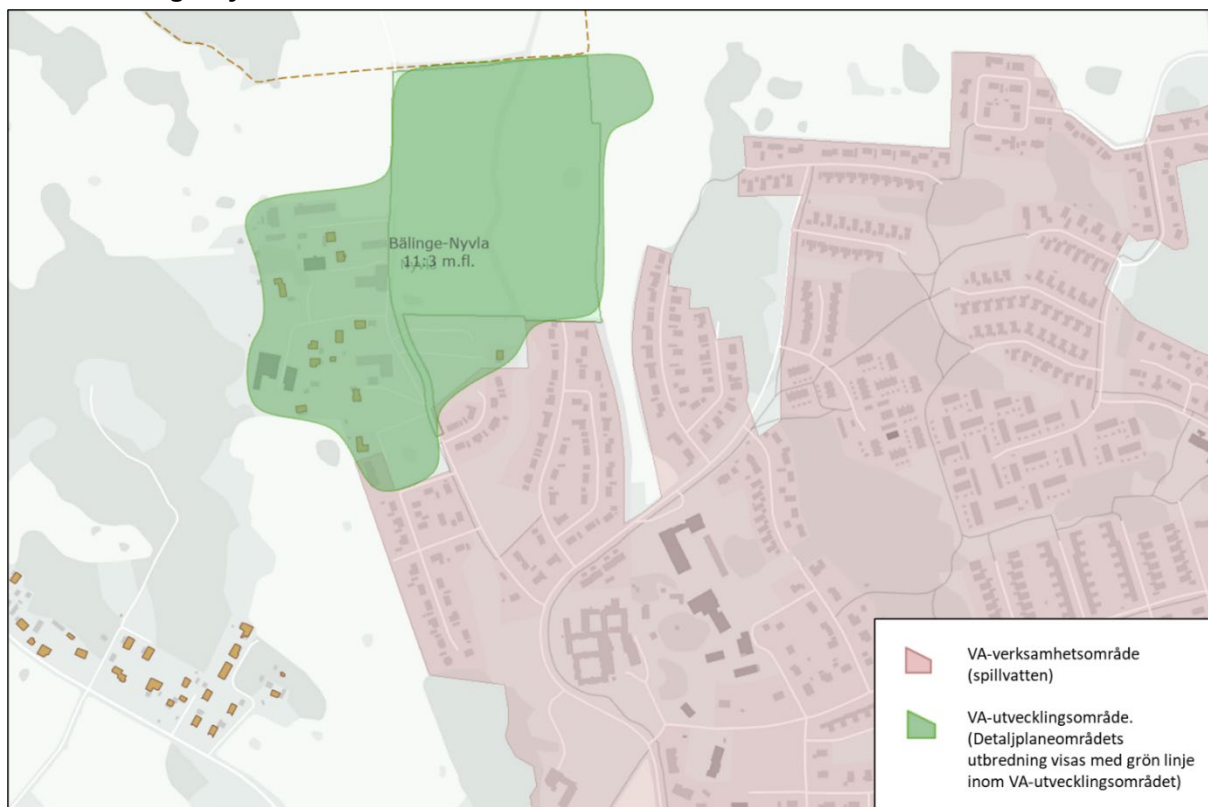 Bälinge-Nyvla
11:3 m.fl.
Nyvla
VA-verksamhetsområde
(spillvatten)
VA-utvecklingsområde.
(Detaljplaneområdets
utbredning visas med grön linje
inom VA-utvecklingsområdet)